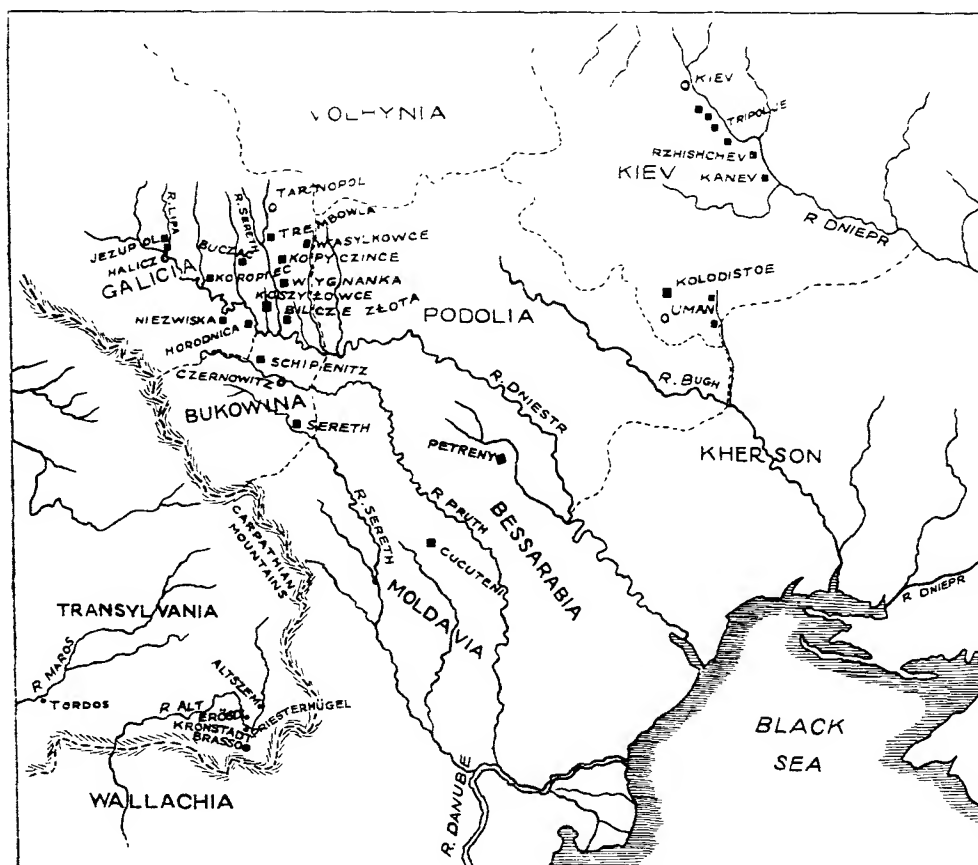 VOLHYNIA
KIEV
TRIPOLJE
RZHISHCHEV
KIEV
KANEV
R. DNIEPR
TARNOPOL
R. LIPA
R. SERETH
TREMBOWLA
WASYLKOWCE
JEZUPOL
BUCZAC
KOPYCZINCE
HALICZ
GALICIA
KOROPIEC
WYGNANKA
KOSZYŁOWCE
BILCZE ZŁOTA
KOLODISTOE
UMAN
NIEZWISKA
HORODNICA
PODOLIA
SCHIPENITZ
CZERNOWITZ
R. DNIESTR
R. BUGH
BUKOWINA
SERETH
PETRENY
KHERSON
R. SERETH
R. PRUTH
BESSARABIA
CARPATHIAN
MOUNTAINS
CUCUTENI
MOLDAVIA
TRANSYLVANIA
R. DNIEPR
R. MAROS
TORDOS
R. ALT
ERÖSD
PRIESTERHÜGEL
KRONSTADT
BRASSO
BLACK
SEA
WALLACHIA
R. DANUBE